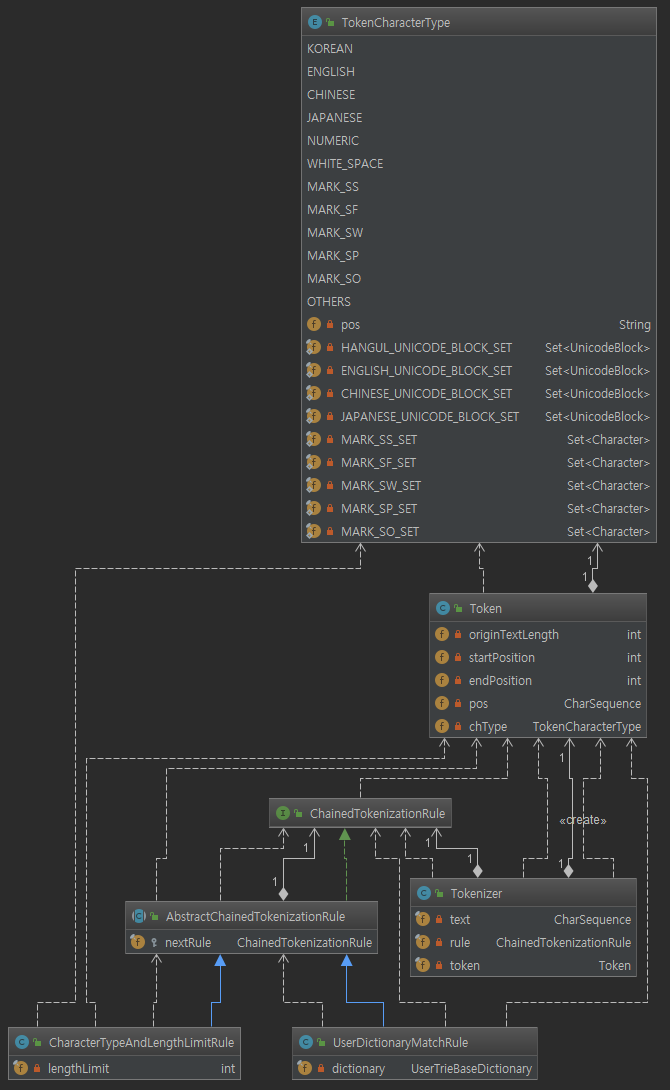 TokenCharacterType
KOREAN
ENGLISH
CHINESE
JAPANESE
NUMERIC
WHITE_SPACE
MARK_SS
MARK_SF
MARK_SW
MARK_SP
MARK_SO
OTHERS
pos String
HANGUL_UNICODE_BLOCK_SET Set<UnicodeBlock>
ENGLISH_UNICODE_BLOCK_SET Set<UnicodeBlock>
CHINESE_UNICODE_BLOCK_SET Set<UnicodeBlock>
JAPANESE_UNICODE_BLOCK_SET Set<UnicodeBlock>
MARK_SS_SET Set<Character>
MARK_SF_SET Set<Character>
MARK_SW_SET Set<Character>
MARK_SP_SET Set<Character>
MARK_SO_SET Set<Character>
1
1
Token
originTextLength int
startPosition int
endPosition int
pos CharSequence
chType TokenCharacterType
1
ChainedTokenizationRule
«create»
1
1
1
1
1
AbstractChainedTokenizationRule
nextRule ChainedTokenizationRule
Tokenizer
text CharSequence
rule ChainedTokenizationRule
token Token
CharacterTypeAndLengthLimitRule
lengthLimit int
UserDictionaryMatchRule
dictionary UserTrieBaseDictionary